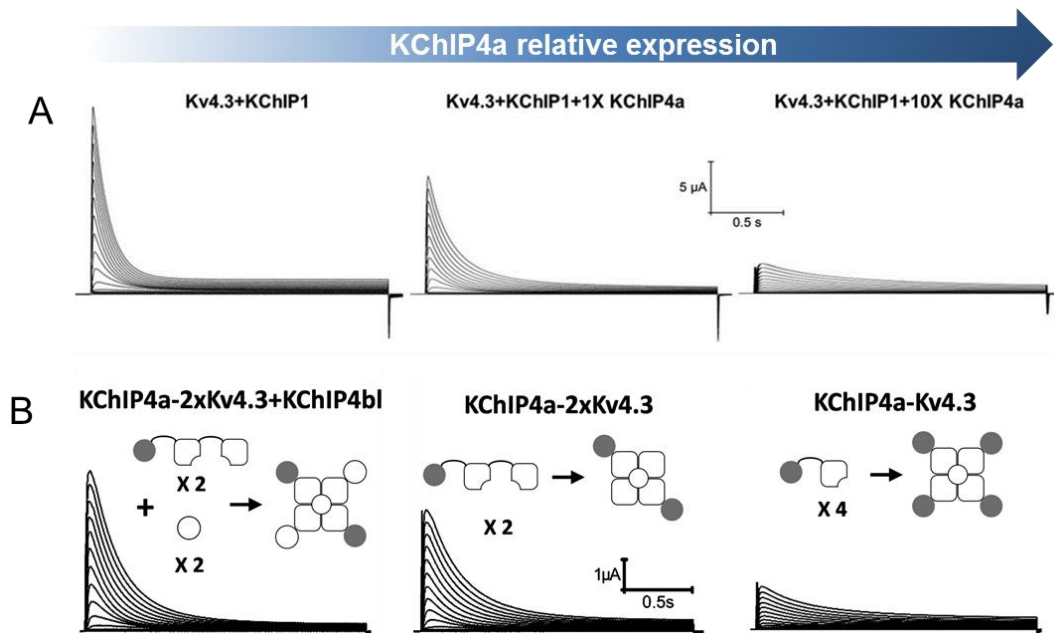 KChIP4a relative expression
A
Kv4.3+KChIP1
Kv4.3+KChIP1+1X KChIP4a
Kv4.3+KChIP1+10X KChIP4a
5 µA
0.5 s
B
KChIP4a-2xKv4.3+KChIP4bl
KChIP4a-2xKv4.3
KChIP4a-Kv4.3
X 2
+
X 2
X 2
X 4
1µA
0.5s